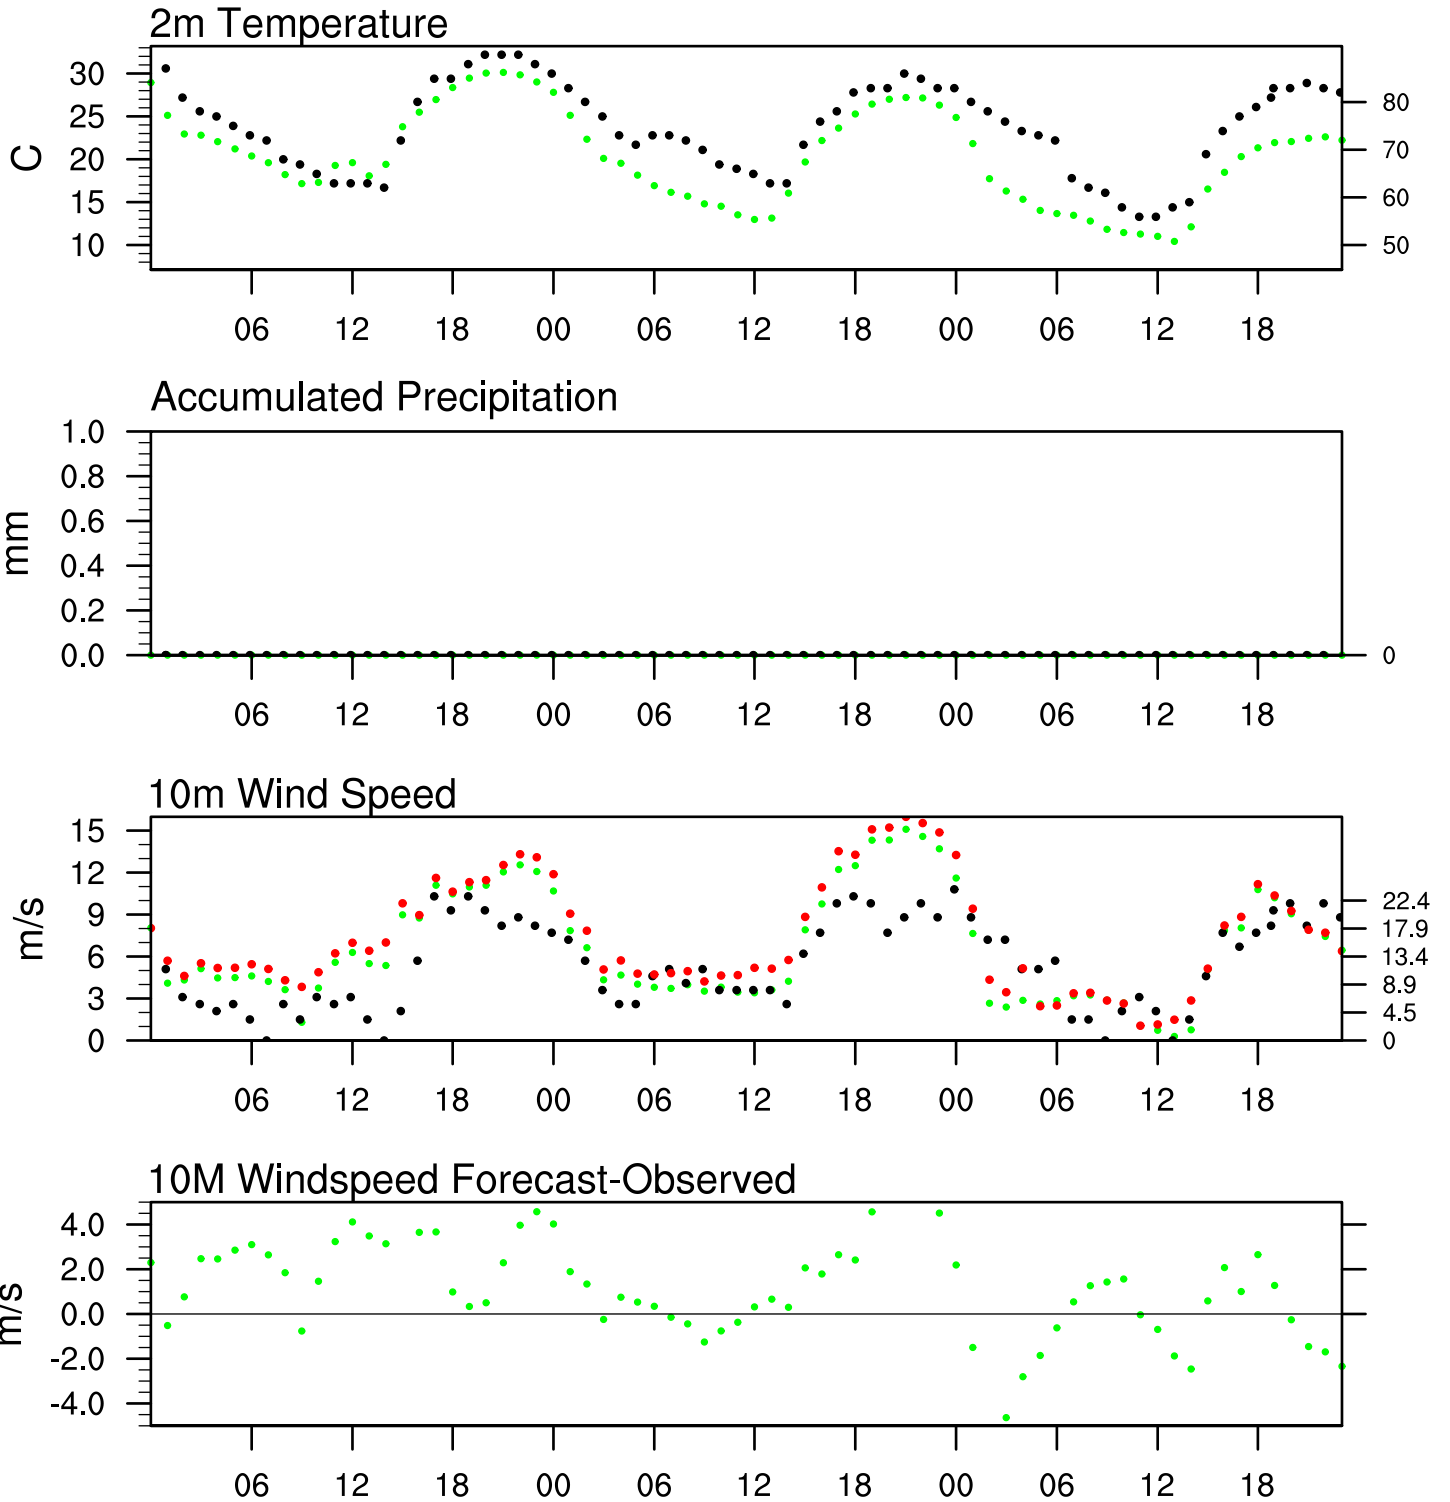 2m Temperature
30
25
20
15
10
C
80
70
60
50
06 12 18 00 06 12 18 00 06 12 18
Accumulated Precipitation
1.0
0.8
0.6
0.4
0.2
0.0
mm
0
06 12 18 00 06 12 18 00 06 12 18
10m Wind Speed
15
12
9
6
3
0
m/s
22.4
17.9
13.4
8.9
4.5
0
06 12 18 00 06 12 18 00 06 12 18
10M Windspeed Forecast-Observed
4.0
2.0
0.0
-2.0
-4.0
m/s
06 12 18 00 06 12 18 00 06 12 18